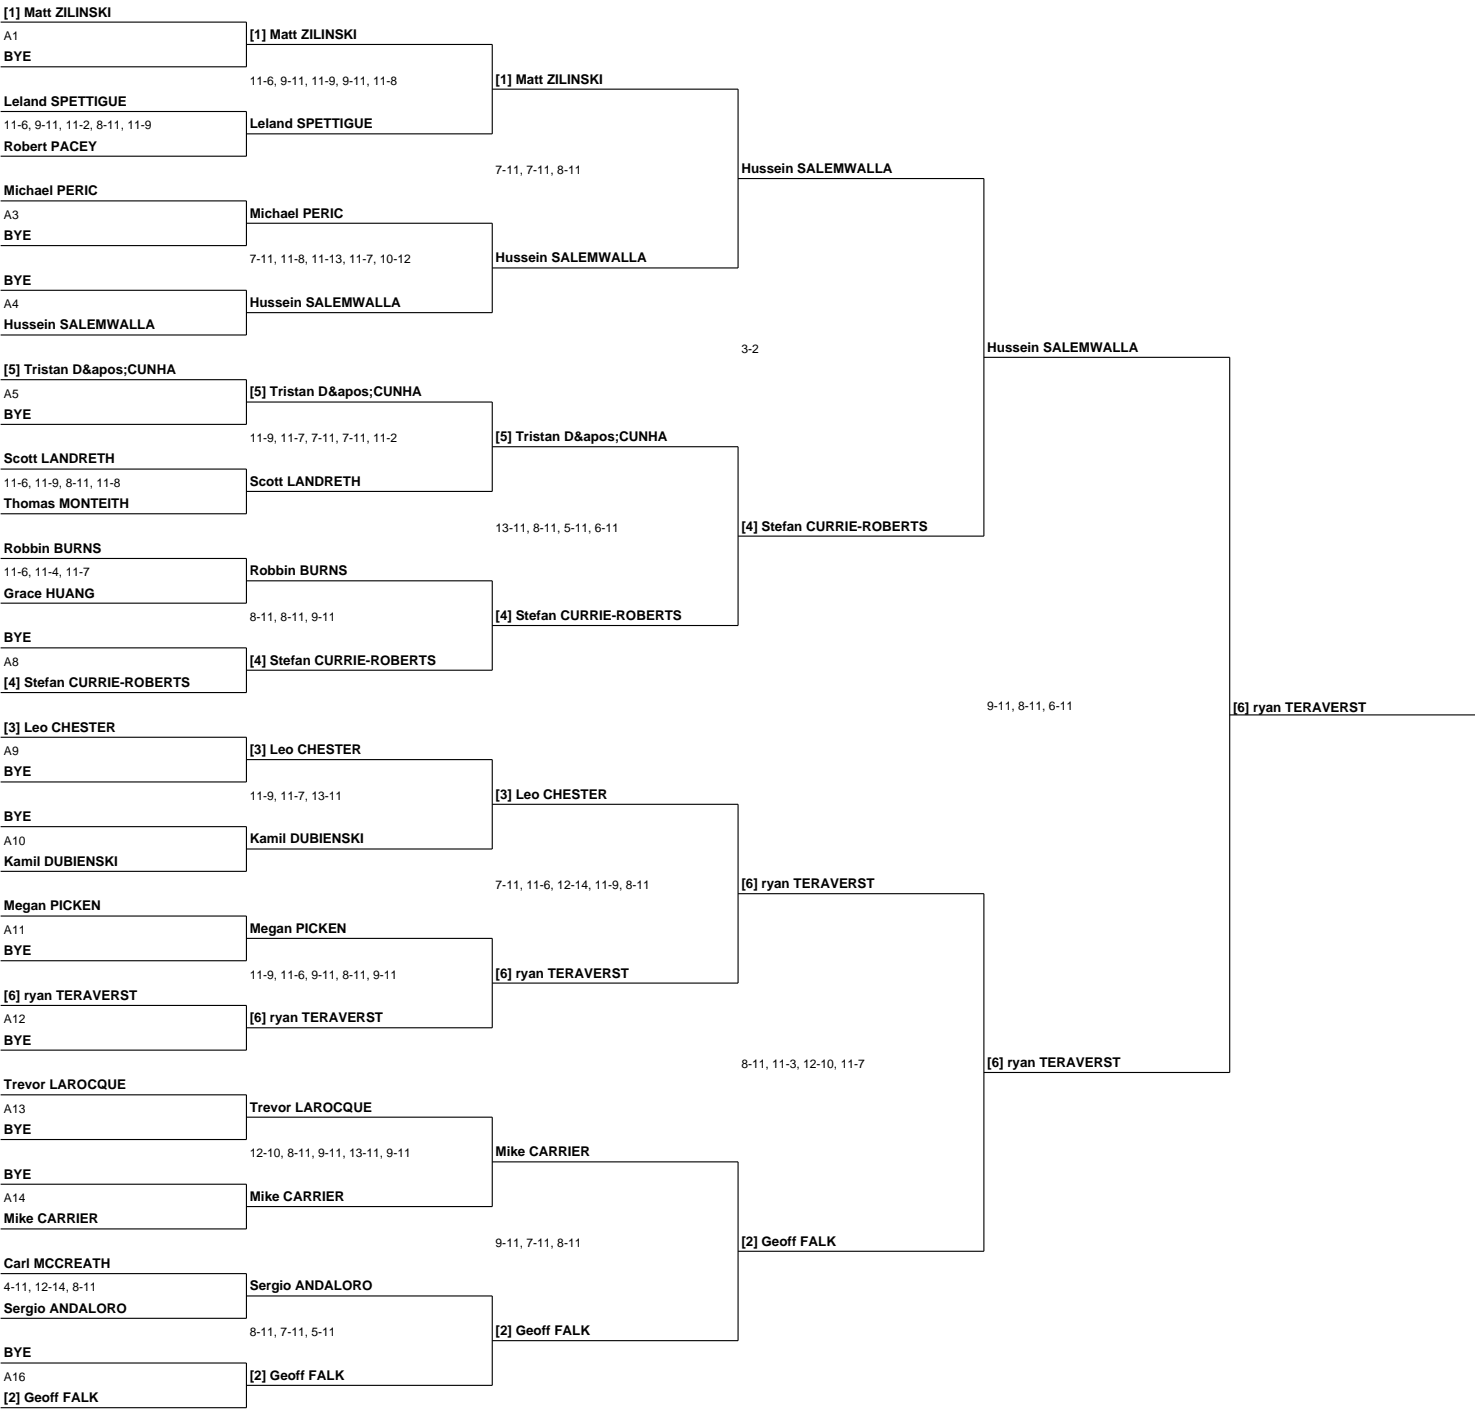 [1] Matt ZILINSKI
A1
BYE
Leland SPETTIGUE
11-6, 9-11, 11-2, 8-11, 11-9
Robert PACEY
Michael PERIC
A3
BYE
BYE
A4
Hussein SALEMWALLA
[5] Tristan D&apos;CUNHA
A5
BYE
Scott LANDRETH
11-6, 11-9, 8-11, 11-8
Thomas MONTEITH
Robbin BURNS
11-6, 11-4, 11-7
Grace HUANG
BYE
A8
[4] Stefan CURRIE-ROBERTS
[3] Leo CHESTER
A9
BYE
BYE
A10
Kamil DUBIENSKI
Megan PICKEN
A11
BYE
[6] ryan TERAVERST
A12
BYE
Trevor LAROCQUE
A13
BYE
BYE
A14
Mike CARRIER
Carl MCCREATH
4-11, 12-14, 8-11
Sergio ANDALORO
BYE
A16
[2] Geoff FALK
[1] Matt ZILINSKI
11-6, 9-11, 11-9, 9-11, 11-8
Leland SPETTIGUE
Michael PERIC
7-11, 11-8, 11-13, 11-7, 10-12
Hussein SALEMWALLA
[5] Tristan D&apos;CUNHA
11-9, 11-7, 7-11, 7-11, 11-2
Scott LANDRETH
Robbin BURNS
8-11, 8-11, 9-11
[4] Stefan CURRIE-ROBERTS
[3] Leo CHESTER
11-9, 11-7, 13-11
Kamil DUBIENSKI
Megan PICKEN
11-9, 11-6, 9-11, 8-11, 9-11
[6] ryan TERAVERST
Trevor LAROCQUE
12-10, 8-11, 9-11, 13-11, 9-11
Mike CARRIER
Sergio ANDALORO
8-11, 7-11, 5-11
[2] Geoff FALK
[1] Matt ZILINSKI
7-11, 7-11, 8-11
Hussein SALEMWALLA
[5] Tristan D&apos;CUNHA
13-11, 8-11, 5-11, 6-11
[4] Stefan CURRIE-ROBERTS
[3] Leo CHESTER
7-11, 11-6, 12-14, 11-9, 8-11
[6] ryan TERAVERST
Mike CARRIER
9-11, 7-11, 8-11
[2] Geoff FALK
Hussein SALEMWALLA
3-2
[4] Stefan CURRIE-ROBERTS
[6] ryan TERAVERST
8-11, 11-3, 12-10, 11-7
[2] Geoff FALK
Hussein SALEMWALLA
9-11, 8-11, 6-11
[6] ryan TERAVERST
[6] ryan TERAVERST